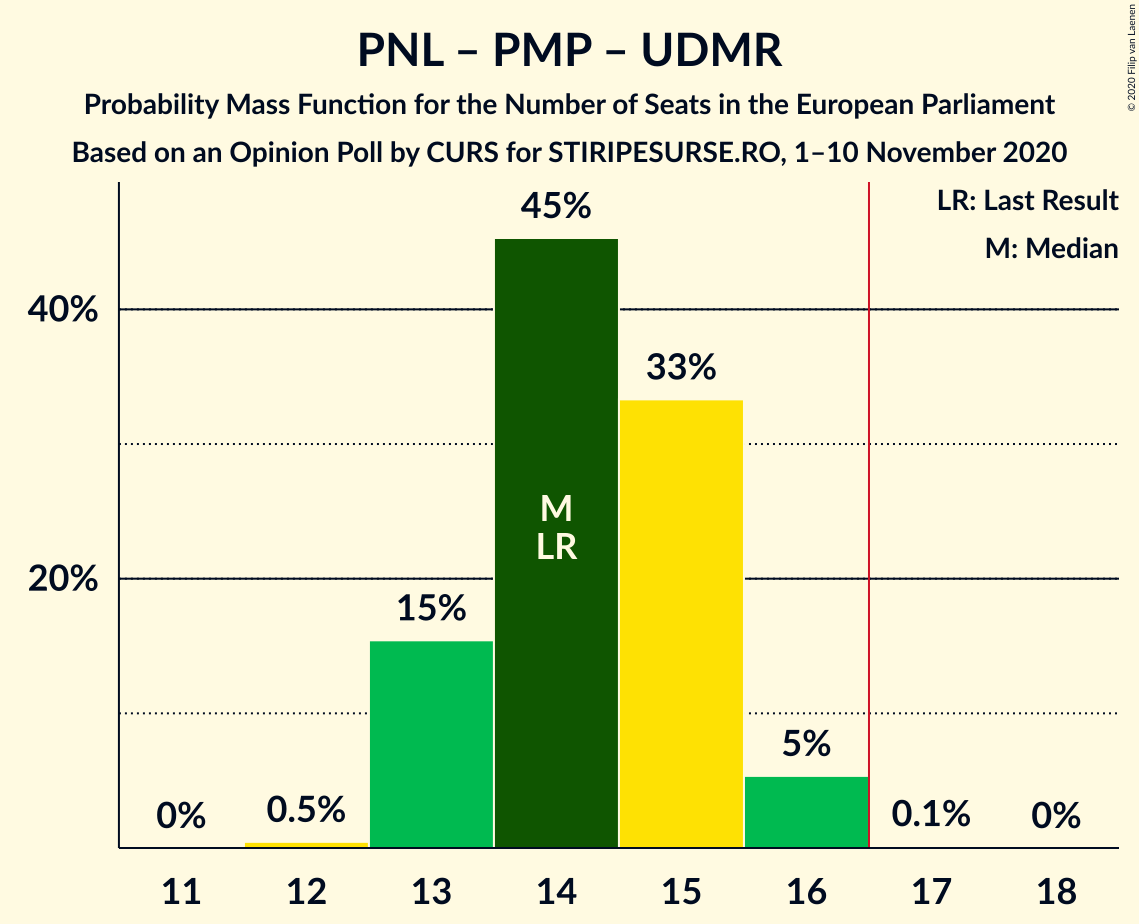 PNL – PMP – UDMR
Probability Mass Function for the Number of Seats in the European Parliament
Based on an Opinion Poll by CURS for STIRIPESURSE.RO, 1–10 November 2020
© 2020 Filip van Laenen
LR: Last Result
M: Median
45%
40%
33%
M
LR
20%
15%
5%
0%
0.5%
0.1%
0%
11
12
13
14
15
16
17
18